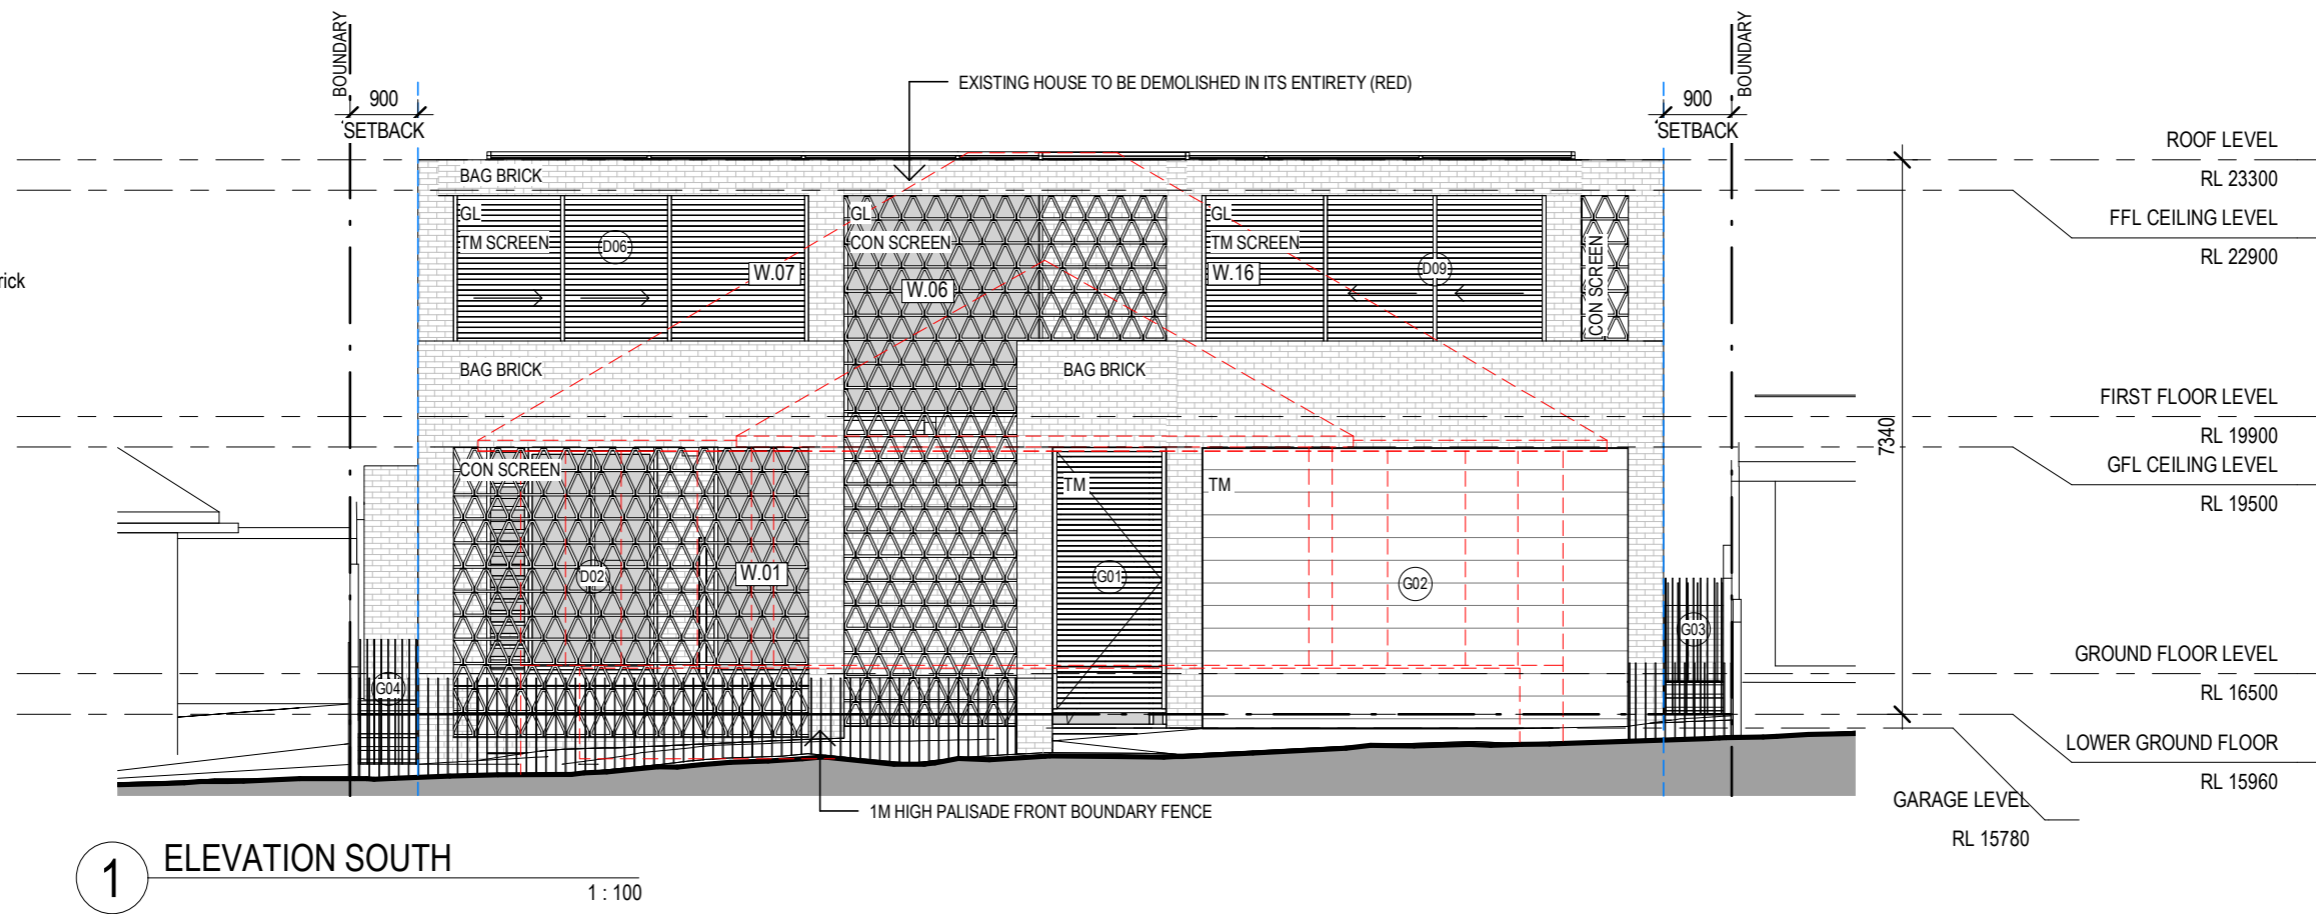 BOUNDARY
BOUNDARY
EXISTING HOUSE TO BE DEMOLISHED IN ITS ENTIRETY (RED)
900
SETBACK
900
SETBACK
ROOF LEVEL
RL 23300
BAG BRICK
FFL CEILING LEVEL
RL 22900
GL
TM SCREEN
D06
W.07
GL
CON SCREEN
W.06
GL
TM SCREEN
W.16
D09
CON SCREEN
rick
BAG BRICK
BAG BRICK
FIRST FLOOR LEVEL
RL 19900
7340
GFL CEILING LEVEL
RL 19500
CON SCREEN
TM
TM
D02
W.01
G01
G02
G03
G04
GROUND FLOOR LEVEL
RL 16500
LOWER GROUND FLOOR
RL 15960
GARAGE LEVEL
RL 15780
1M HIGH PALISADE FRONT BOUNDARY FENCE
1
ELEVATION SOUTH
1 : 100